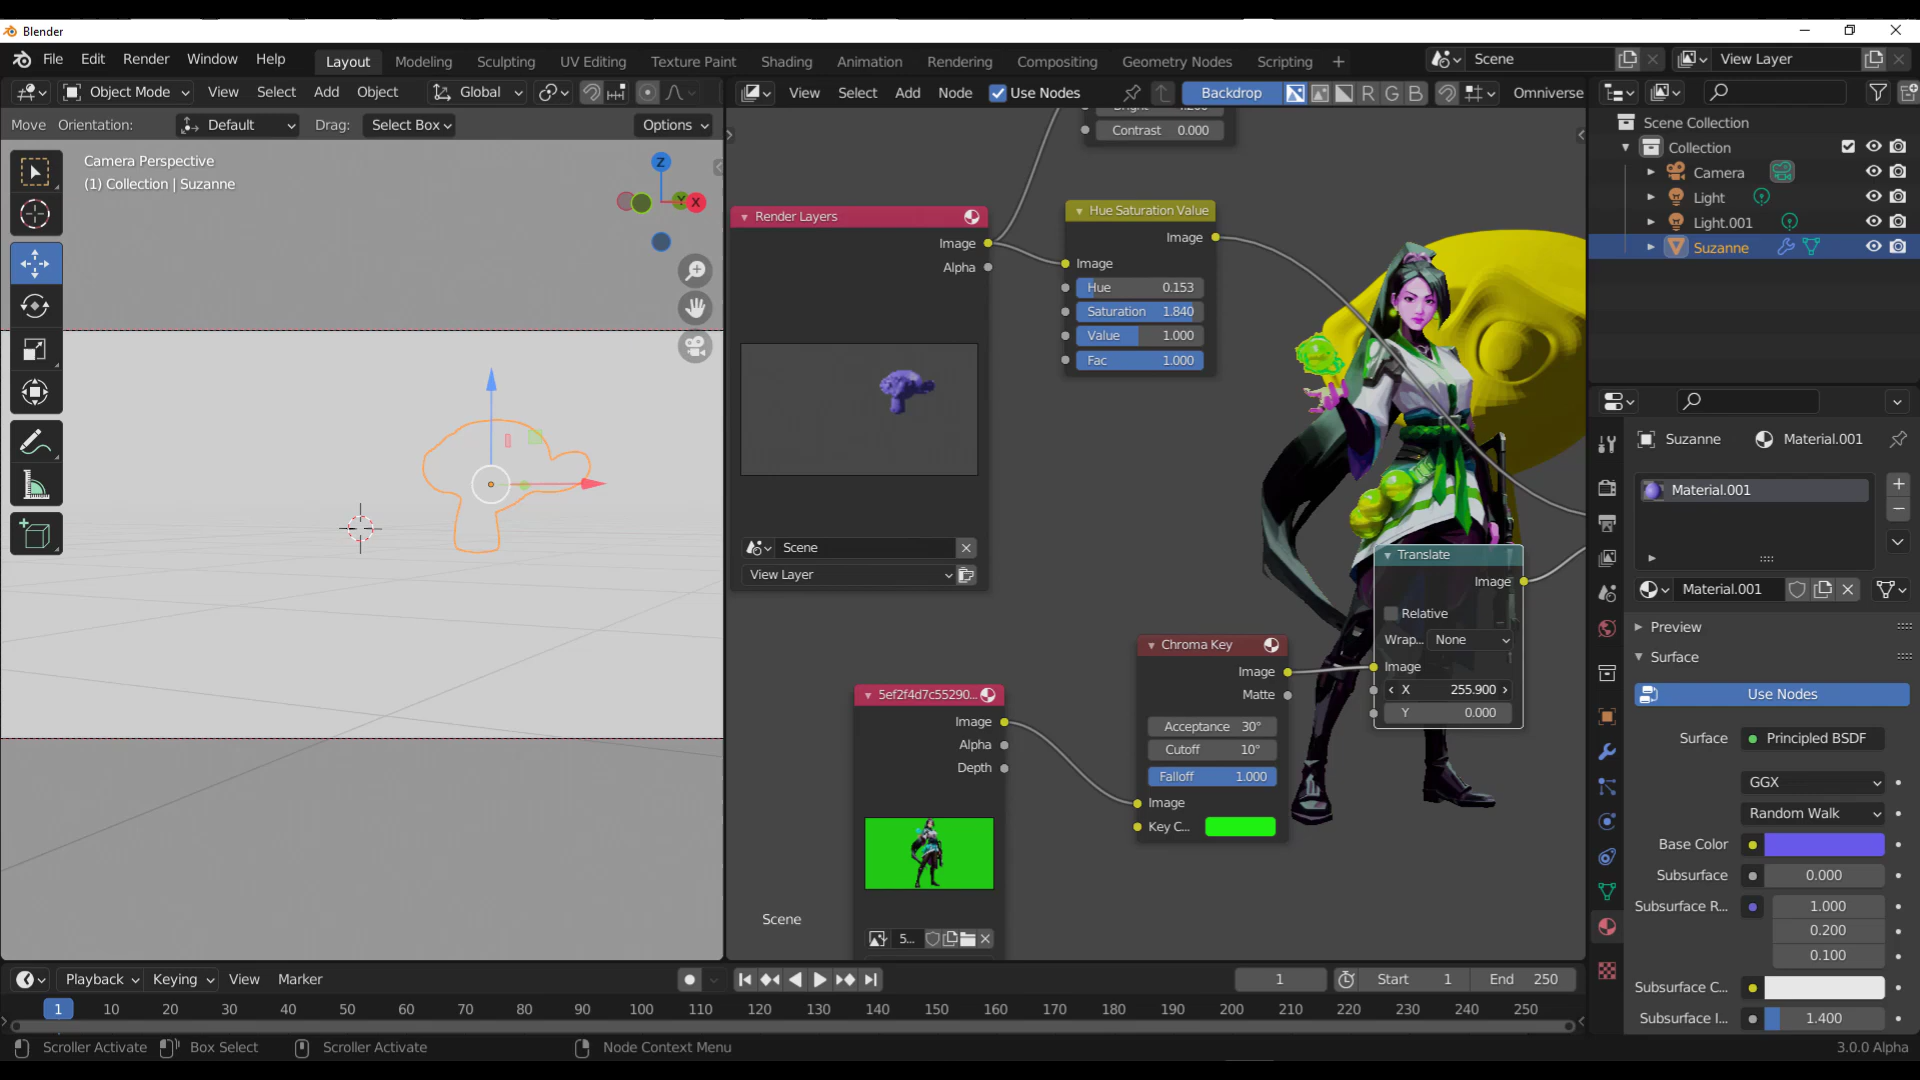 Blender
File Edit Render Window Help Layout Modeling Sculpting UV Editing Texture Paint Shading Animation Rendering Compositing Geometry Nodes Scripting + Scene View Layer
Object Mode View Select Add Object Global View Select Add Node Use Nodes Backdrop R G B Omniverse
Move Orientation: Default Drag: Select Box Options
Camera Perspective
(1) Collection | Suzanne
Z
Y
X
Contrast 0.000
Render Layers
Image
Alpha
Scene
View Layer
Hue Saturation Value
Image
Image
Hue 0.153
Saturation 1.840
Value 1.000
Fac 1.000
Translate
Image
Relative
Wrap... None
Image
X 255.900
Y 0.000
Chroma Key
Image
Matte
Acceptance 30°
Cutoff 10°
Falloff 1.000
Image
Key C...
5ef2f4d7c55290...
Image
Alpha
Depth
5...
Scene
Scene Collection
Collection
Camera
Light
Light.001
Suzanne
Suzanne Material.001
Material.001
Material.001
Preview
Surface
Use Nodes
Surface Principled BSDF
GGX
Random Walk
Base Color
Subsurface 0.000
Subsurface R... 1.000
0.200
0.100
Subsurface C...
Subsurface I... 1.400
Playback Keying View Marker 1 Start 1 End 250
1 10 20 30 40 50 60 70 80 90 100 110 120 130 140 150 160 170 180 190 200 210 220 230 240 250
Scroller Activate Box Select Scroller Activate Node Context Menu 3.0.0 Alpha